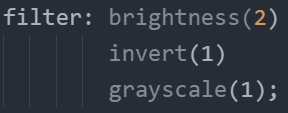 filter: brightness(2)
invert(1)
grayscale(1);